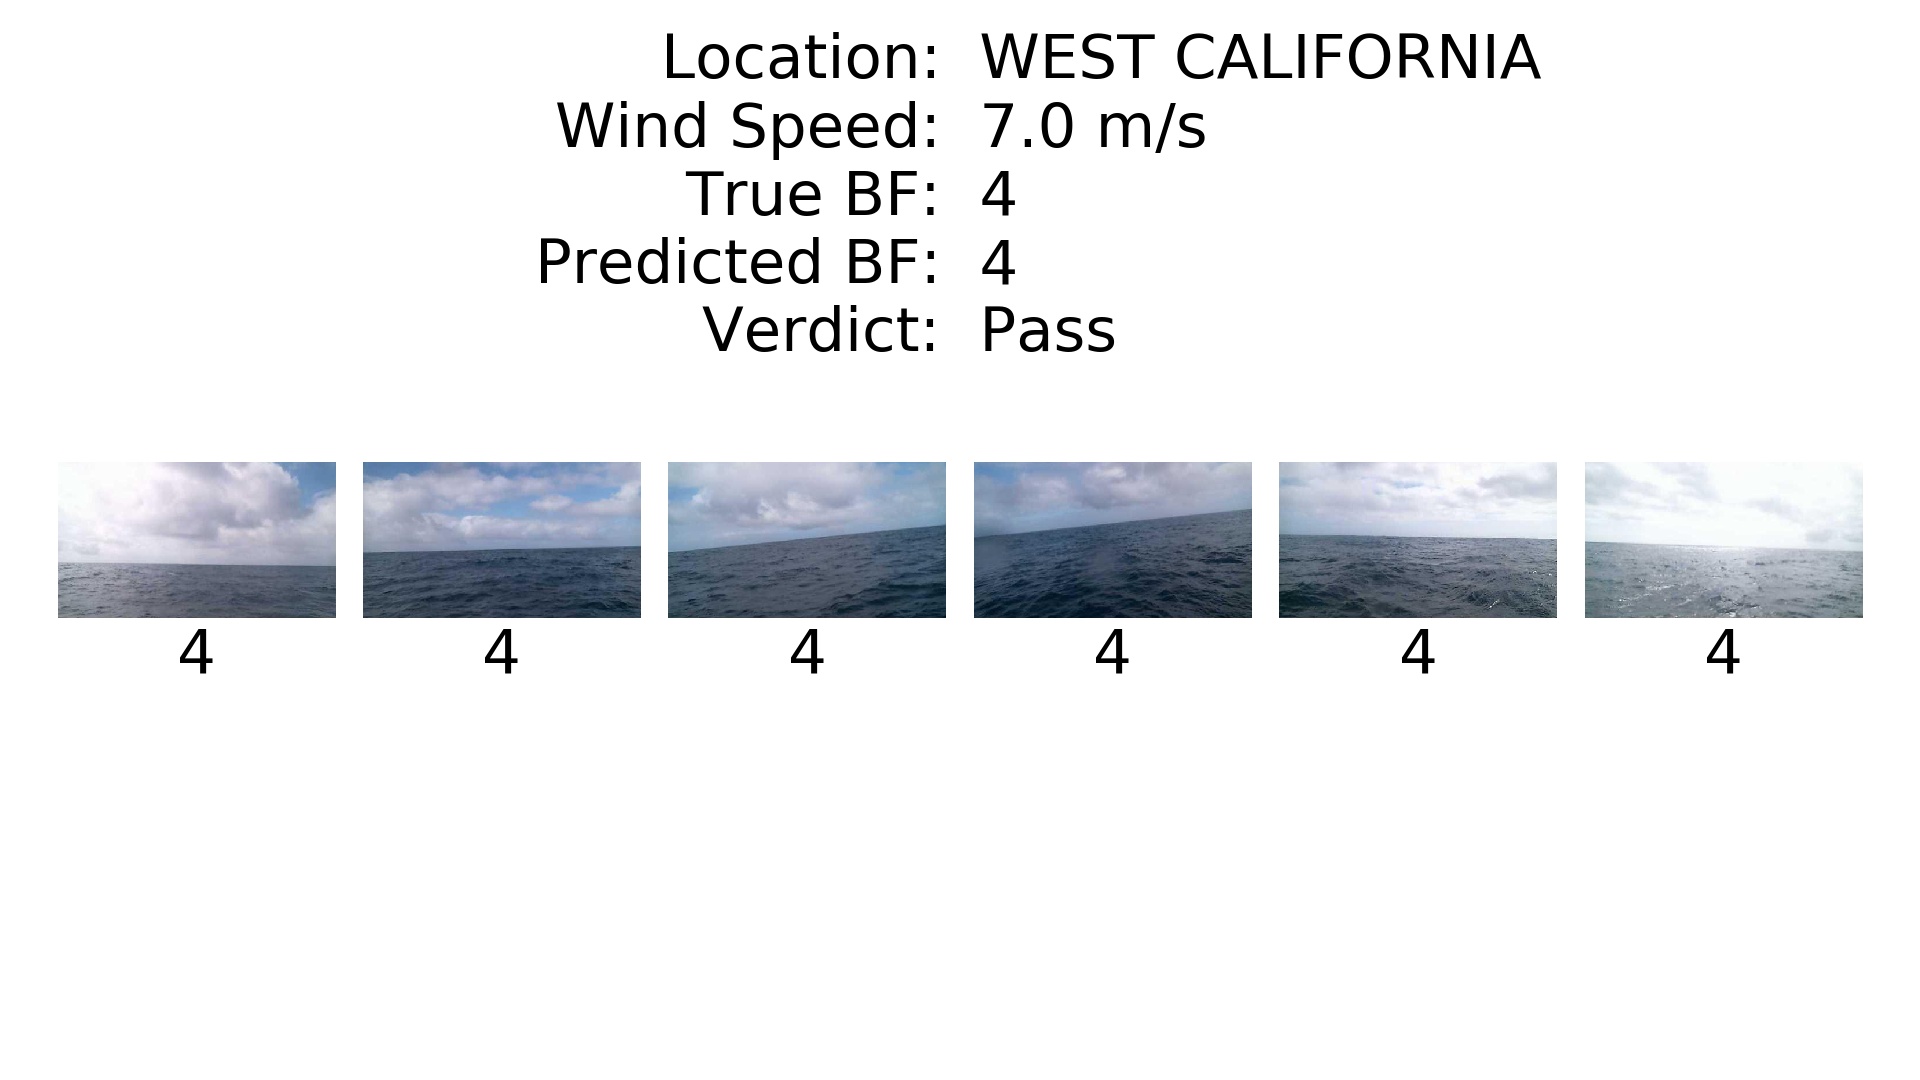 Location: WEST CALIFORNIA
Wind Speed: 7.0 m/s
True BF: 4
Predicted BF: 4
Verdict: Pass
4 4 4 4 4 4